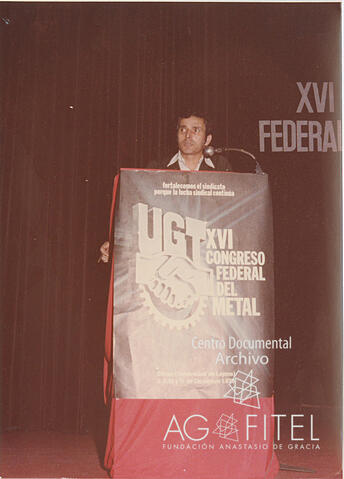 XVI
FEDERAL
fortalecemos el sindicato
porque la lucha sindical continúa
UGT
XVI
CONGRESO
FEDERAL
DEL
METAL
Centro Documental
Archivo
AGFITEL
FUNDACIÓN ANASTASIO DE GRACIA